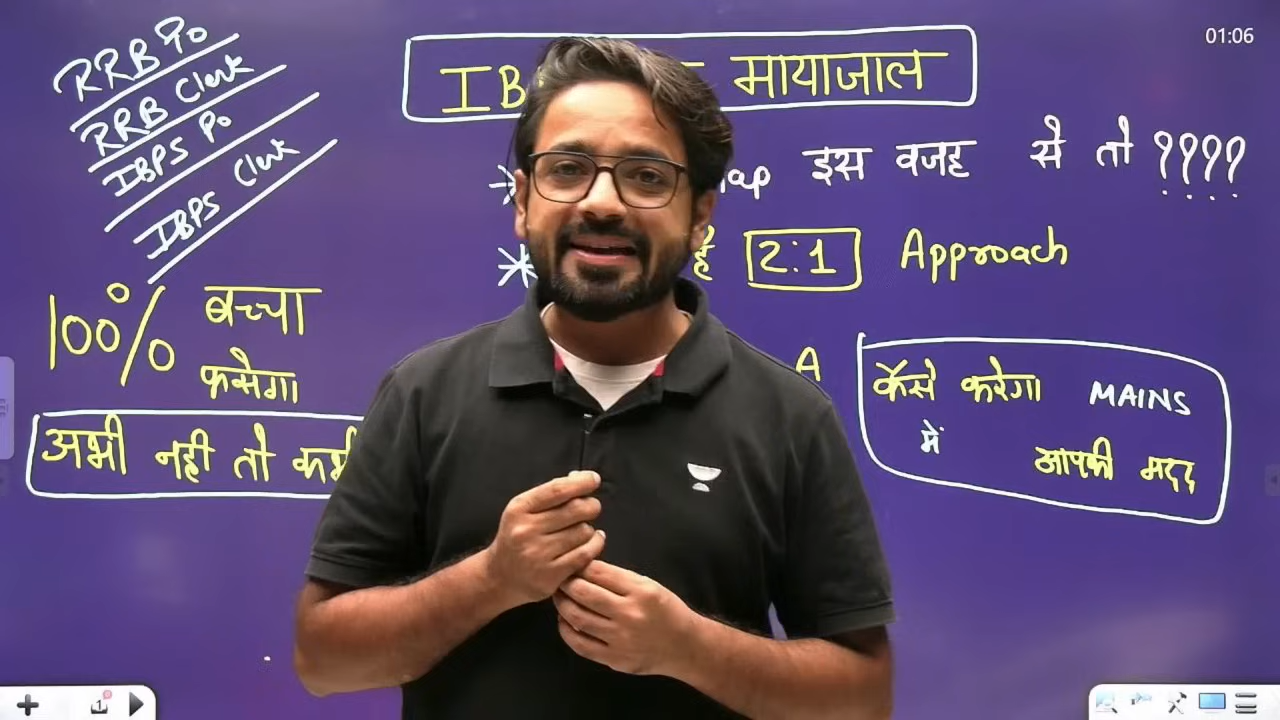 RRB Po
RRB Clerk
IBPS Po
IBPS Clerk
100% बच्चा
फसेगा
अभी नही तो
IB मायाजाल
इस वजह से तो ????
है 2:1 Approach
A
कैसे करेगा MAINS
में आपकी मदद
01:06
1